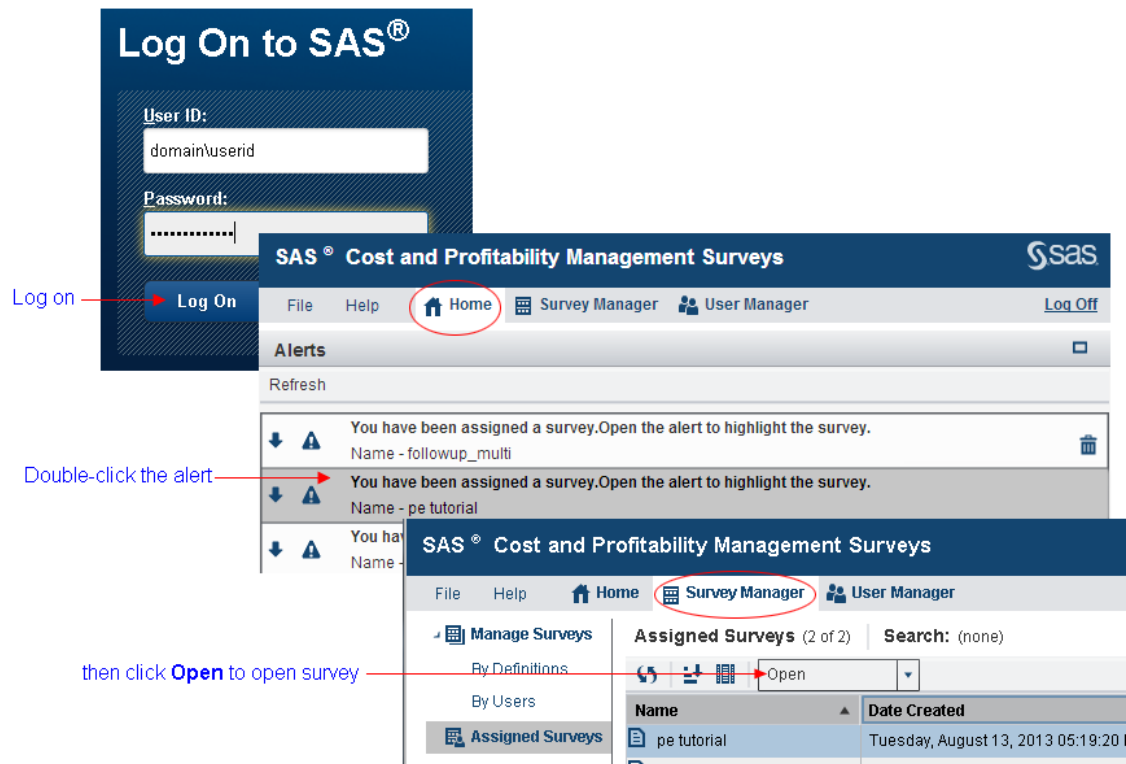 Log On to SAS®
User ID:
domain\userid
Password:
•••••••••••••
Log on
Log On
SAS ® Cost and Profitability Management Surveys
sas
File Help Home Survey Manager User Manager Log Off
Alerts
Refresh
You have been assigned a survey.Open the alert to highlight the survey.
Name - followup_multi
Double-click the alert
You have been assigned a survey.Open the alert to highlight the survey.
Name - pe tutorial
You
Name -
SAS ® Cost and Profitability Management Surveys
File Help Home Survey Manager User Manager
Manage Surveys
By Definitions
By Users
Assigned Surveys
Assigned Surveys (2 of 2) Search: (none)
then click Open to open survey
Open
Name Date Created
pe tutorial Tuesday, August 13, 2013 05:19:20